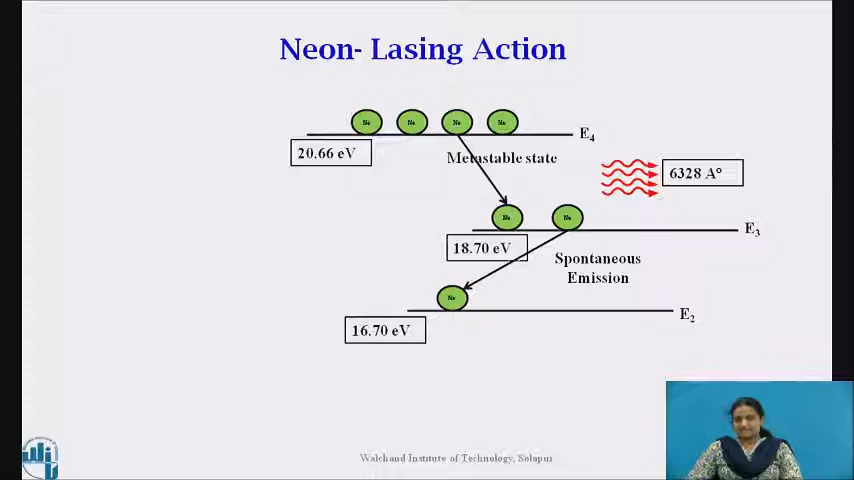 Neon- Lasing Action
Ne Ne Ne Ne
E4
20.66 eV
Metastable state
6328 A°
Ne Ne
E3
18.70 eV
Spontaneous
Emission
Ne
E2
16.70 eV
Walchand Institute of Technology, Solapur